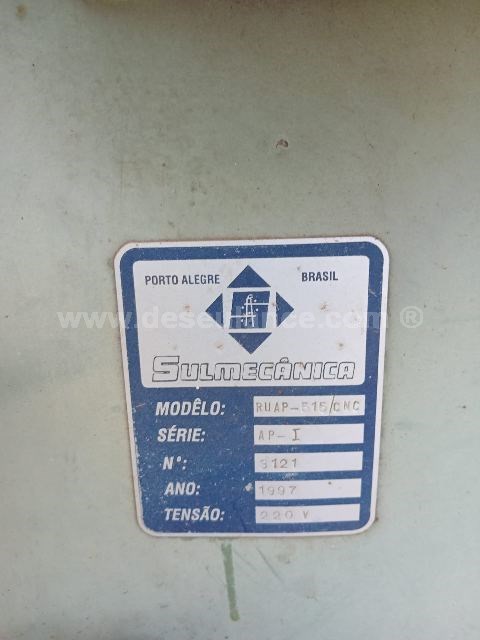 PORTO ALEGRE BRASIL
SULMECÂNICA
MODÊLO: RUAP-515/CNC
SÉRIE: AP-I
Nº: 3121
ANO: 1997
TENSÃO: 220 V